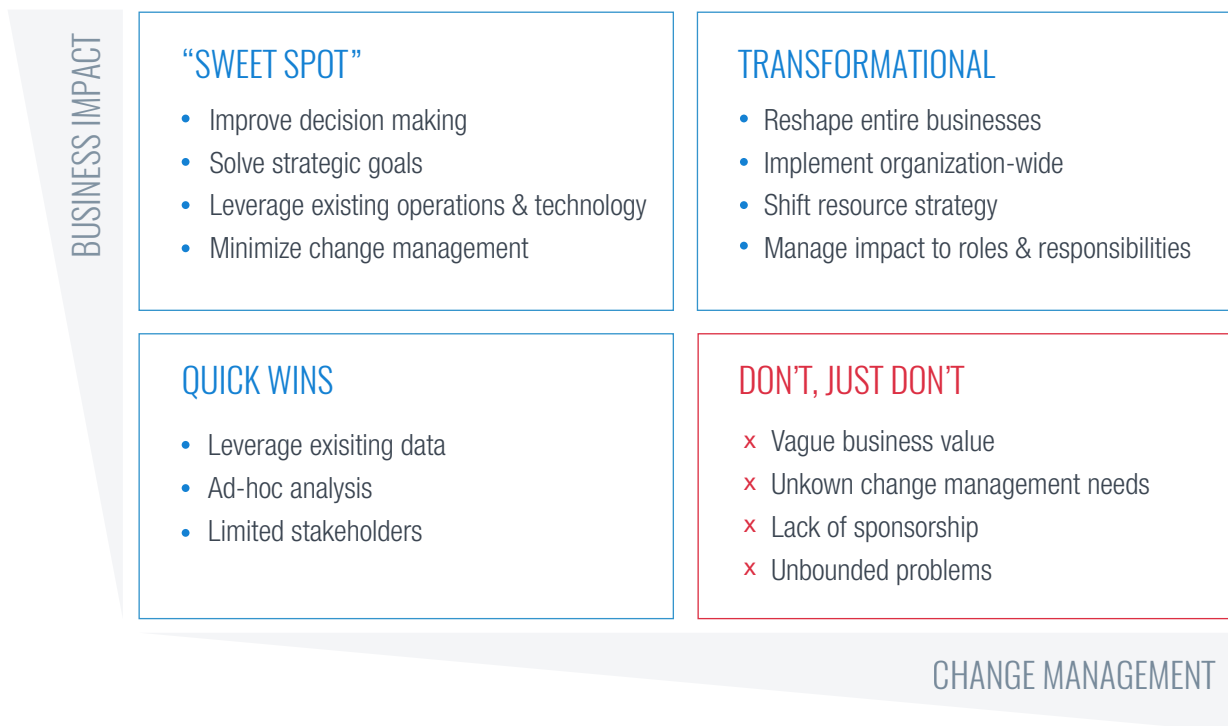 BUSINESS IMPACT
“SWEET SPOT”
• Improve decision making
• Solve strategic goals
• Leverage existing operations & technology
• Minimize change management
TRANSFORMATIONAL
• Reshape entire businesses
• Implement organization-wide
• Shift resource strategy
• Manage impact to roles & responsibilities
QUICK WINS
• Leverage exisiting data
• Ad-hoc analysis
• Limited stakeholders
DON’T, JUST DON’T
x Vague business value
x Unkown change management needs
x Lack of sponsorship
x Unbounded problems
CHANGE MANAGEMENT